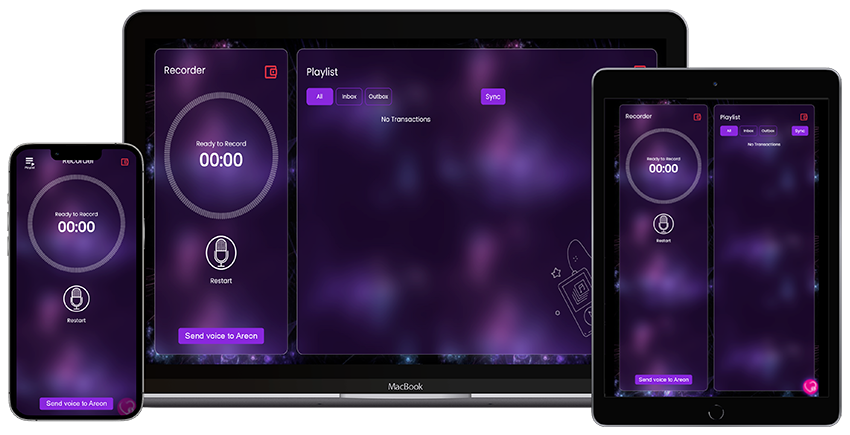 Recorder
Ready to Record
00:00
Restart
Send voice to Areon
Playlist
All
Inbox
Outbox
Sync
No Transactions
MacBook
Playlist
Recorder
Ready to Record
00:00
Restart
Send voice to Areon
Recorder
Ready to Record
00:00
Restart
Send voice to Areon
Playlist
All
Inbox
Outbox
Sync
No Transactions